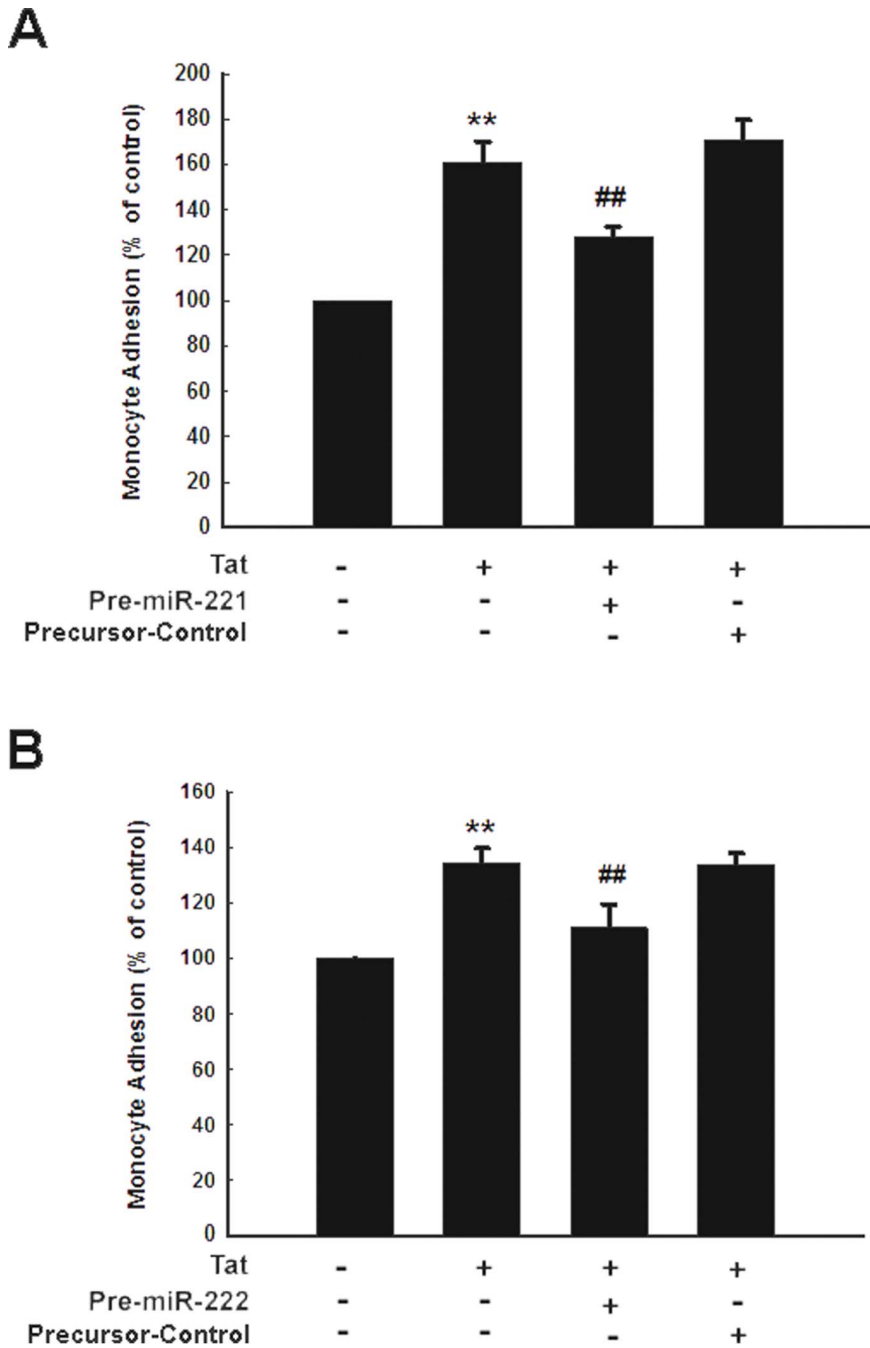 A
Monocyte Adhesion (% of control)
200
180
160
140
120
100
80
60
40
20
0
**
##
Tat - + + +
Pre-miR-221 - - + -
Precursor-Control - - - +
B
Monocyte Adhesion (% of control)
160
140
120
100
80
60
40
20
0
**
##
Tat - + + +
Pre-miR-222 - - + -
Precursor-Control - - - +